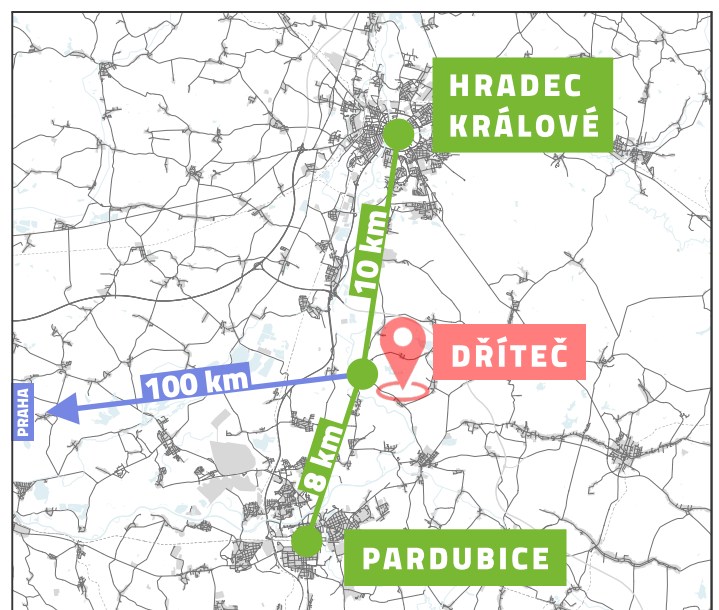 HRADEC
KRÁLOVÉ
10 km
DŘÍTEČ
100 km
PRAHA
8 km
PARDUBICE